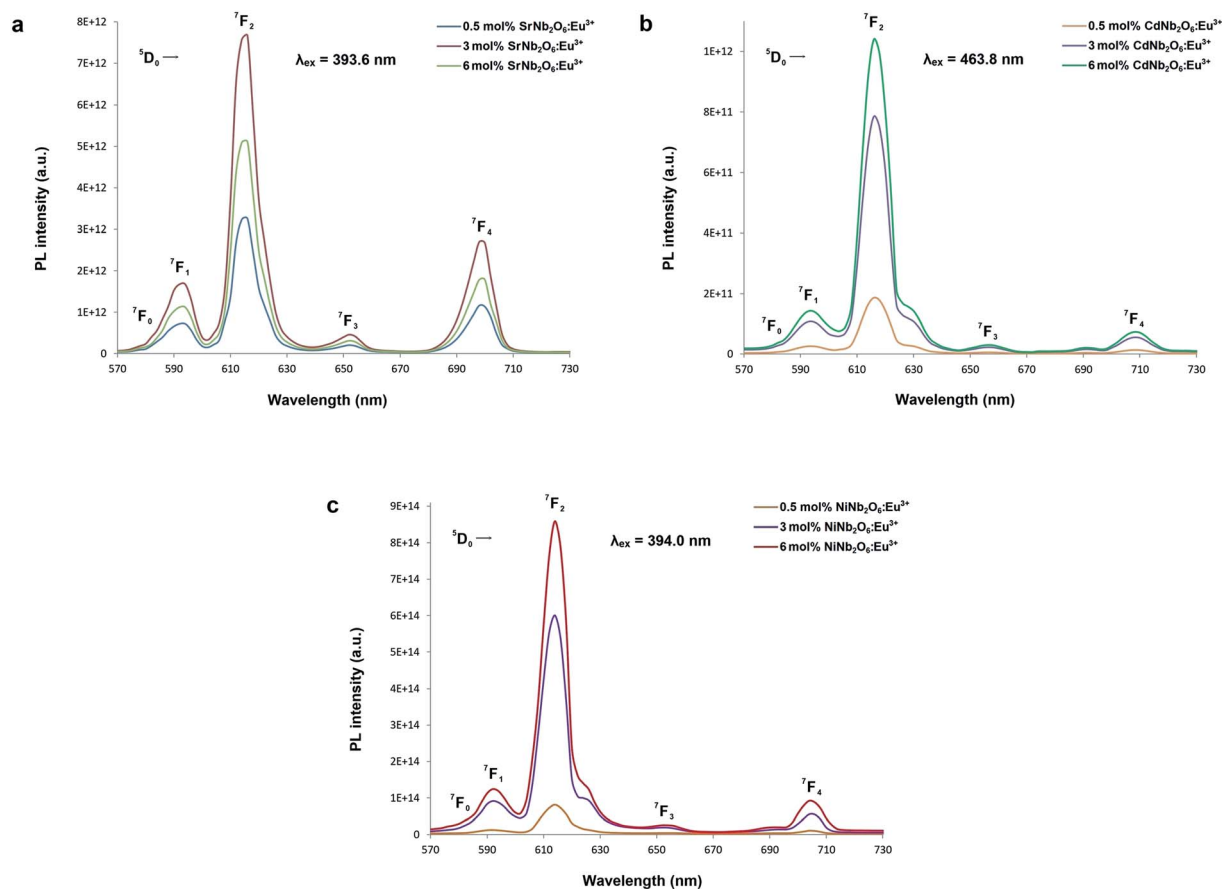 a
⁷F₂
0.5 mol% SrNb₂O₆:Eu³⁺
3 mol% SrNb₂O₆:Eu³⁺
6 mol% SrNb₂O₆:Eu³⁺
⁵D₀ →
λₑₓ = 393.6 nm
8E+12
7E+12
6E+12
5E+12
4E+12
3E+12
2E+12
1E+12
0
PL intensity (a.u.)
⁷F₀
⁷F₁
⁷F₃
⁷F₄
570 590 610 630 650 670 690 710 730
Wavelength (nm)
b
⁷F₂
0.5 mol% CdNb₂O₆:Eu³⁺
3 mol% CdNb₂O₆:Eu³⁺
6 mol% CdNb₂O₆:Eu³⁺
⁵D₀ →
λₑₓ = 463.8 nm
1E+12
8E+11
6E+11
4E+11
2E+11
0
PL intensity (a.u.)
⁷F₀
⁷F₁
⁷F₃
⁷F₄
570 590 610 630 650 670 690 710 730
Wavelength (nm)
c
⁷F₂
0.5 mol% NiNb₂O₆:Eu³⁺
3 mol% NiNb₂O₆:Eu³⁺
6 mol% NiNb₂O₆:Eu³⁺
⁵D₀ →
λₑₓ = 394.0 nm
9E+14
8E+14
7E+14
6E+14
5E+14
4E+14
3E+14
2E+14
1E+14
0
PL intensity (a.u.)
⁷F₀
⁷F₁
⁷F₃
⁷F₄
570 590 610 630 650 670 690 710 730
Wavelength (nm)